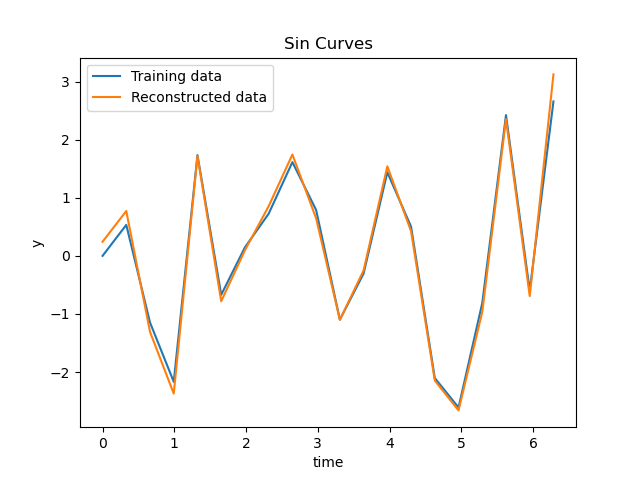 Sin Curves
Training data
Reconstructed data
3
2
1
0
−1
−2
y
0 1 2 3 4 5 6
time